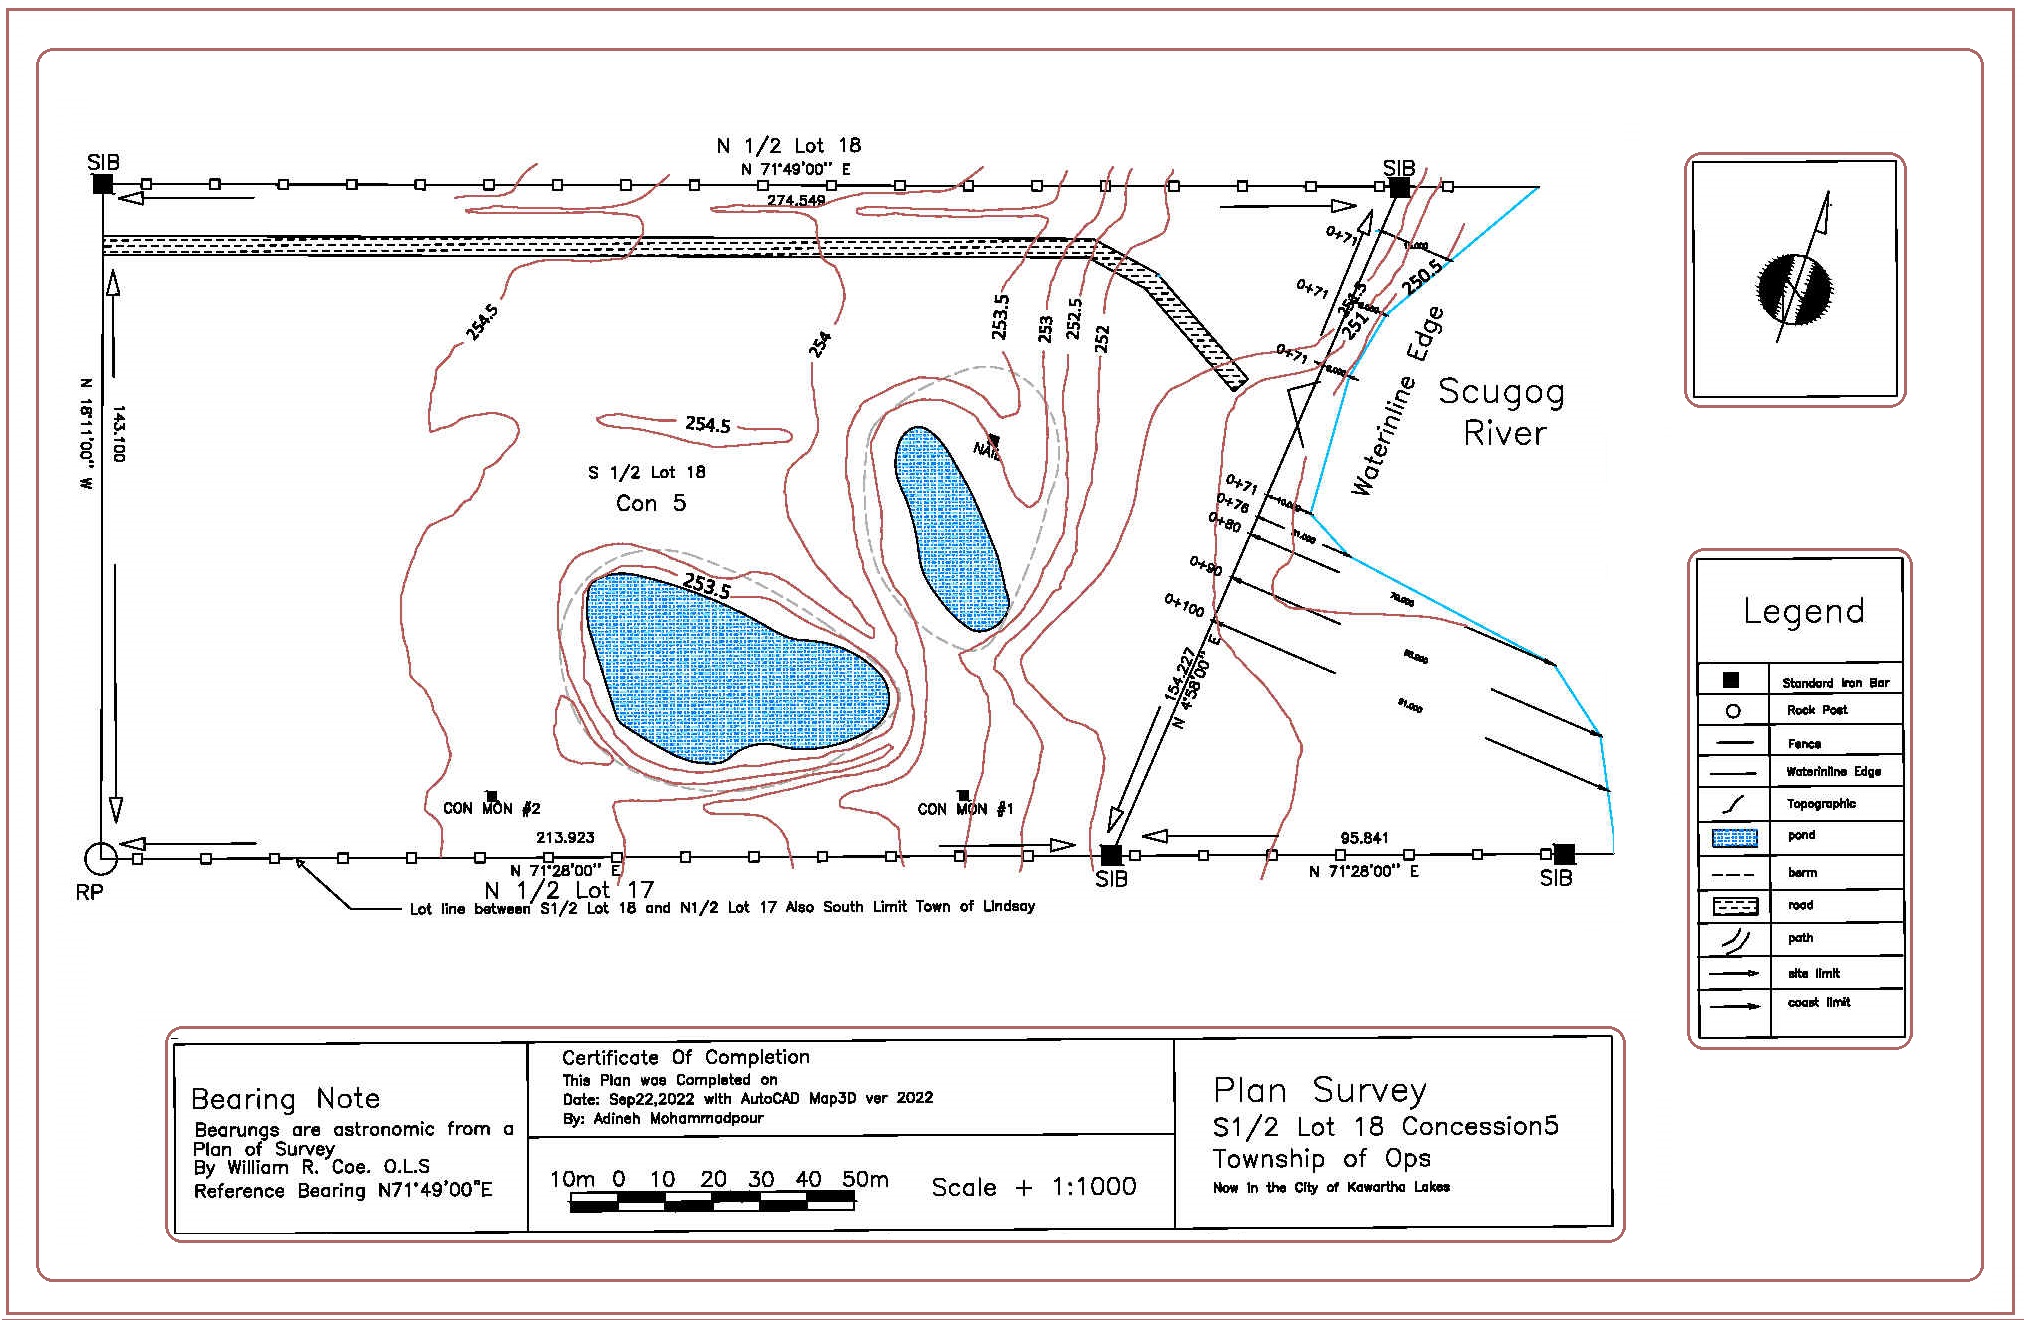 N 1/2 Lot 18
N 71°49'00" E
SIB
SIB
274.549
0+71
11.000
250.5
0+71
251
0+71
254.5
254
253.5
253
252.5
252
Waterinline Edge
Scugog
River
N 18°11'00" W
143.100
254.5
NAIL
S 1/2 Lot 18
Con 5
0+71
10.000
0+76
0+80
0+90
0+100
253.5
70.000
91.000
154.227
N 4°58'00" E
CON MON #2
CON MON #1
213.923
95.841
N 71°28'00" E
N 71°28'00" E
RP
SIB
SIB
N 1/2 Lot 17
Lot line between S1/2 Lot 18 and N1/2 Lot 17 Also South Limit Town of Lindsay
Legend
Standard Iron Bar
Rock Post
Fence
Waterinline Edge
Topographic
pond
berm
road
path
site limit
coast limit
Bearing Note
Bearungs are astronomic from a
Plan of Survey
By William R. Coe. O.L.S
Reference Bearing N71°49'00"E
Certificate Of Completion
This Plan was Completed on
Date: Sep22,2022 with AutoCAD Map3D ver 2022
By: Adineh Mohammadpour
10m 0 10 20 30 40 50m
Scale + 1:1000
Plan Survey
S1/2 Lot 18 Concession5
Township of Ops
Now in the City of Kawartha Lakes